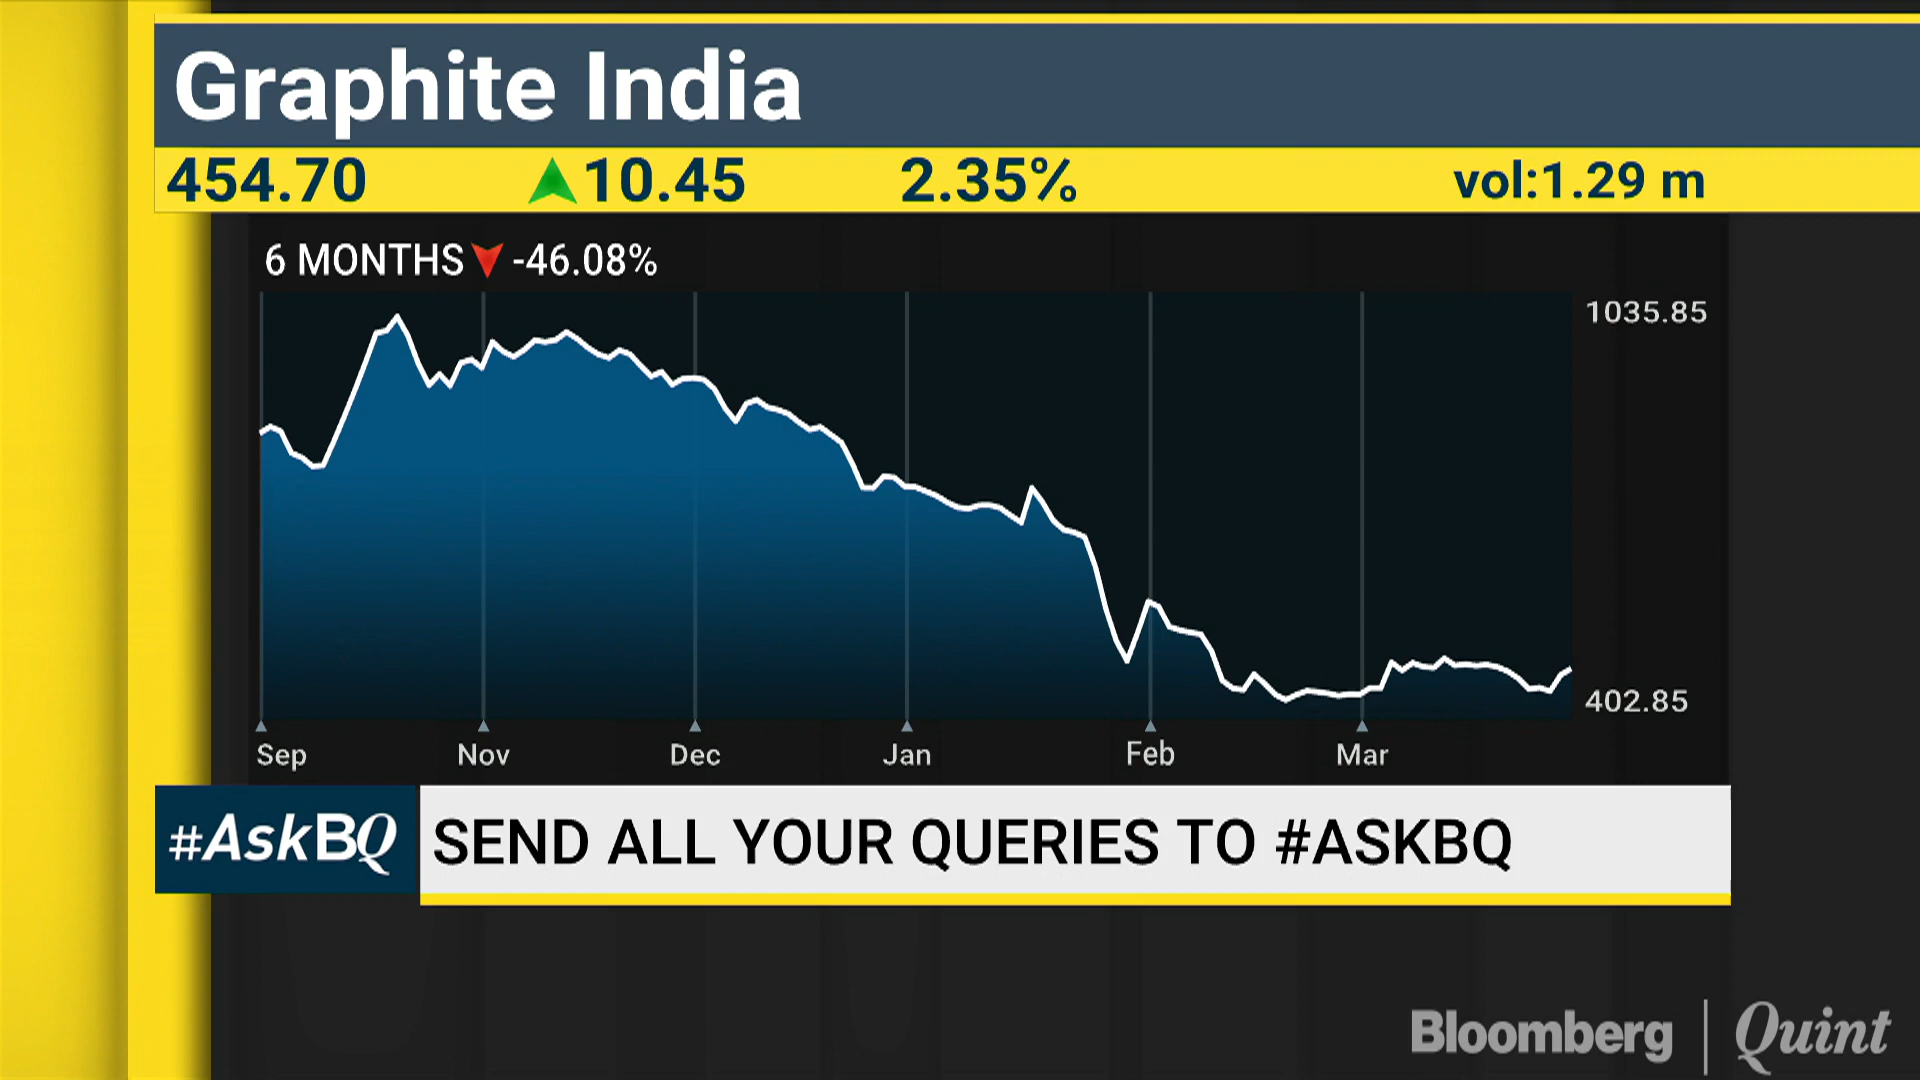 Graphite India
454.70 ▲10.45 2.35% vol:1.29 m
6 MONTHS▼-46.08%
1035.85
402.85
Sep Nov Dec Jan Feb Mar
#AskBQ SEND ALL YOUR QUERIES TO #ASKBQ
Bloomberg | Quint